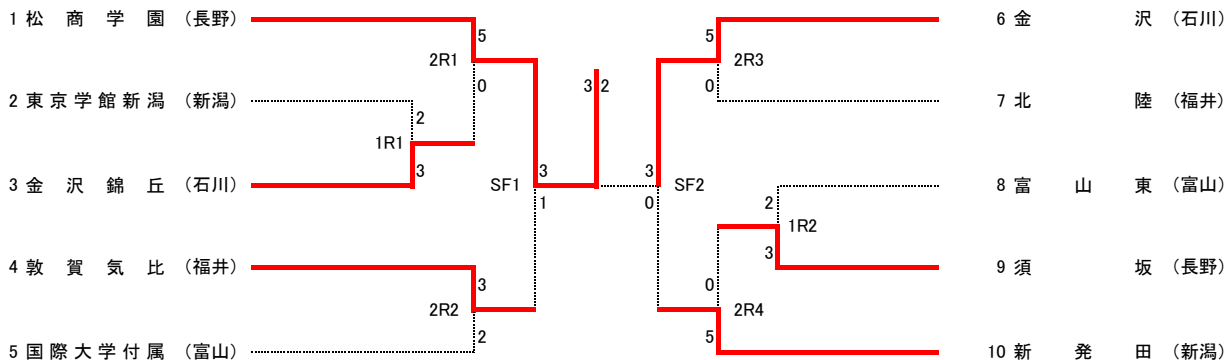 1 松商学園 (長野)
5
2R1
0
2 東京学館新潟 (新潟)
2
1R1
3
3 金沢錦丘 (石川)
SF1
3
1
4 敦賀気比 (福井)
3
2R2
2
5 国際大学付属 (富山)
3 2
6 金沢 (石川)
5
2R3
0
7 北陸 (福井)
3
SF2
0
8 富山東 (富山)
2
1R2
3
9 須坂 (長野)
0
2R4
5
10 新発田 (新潟)